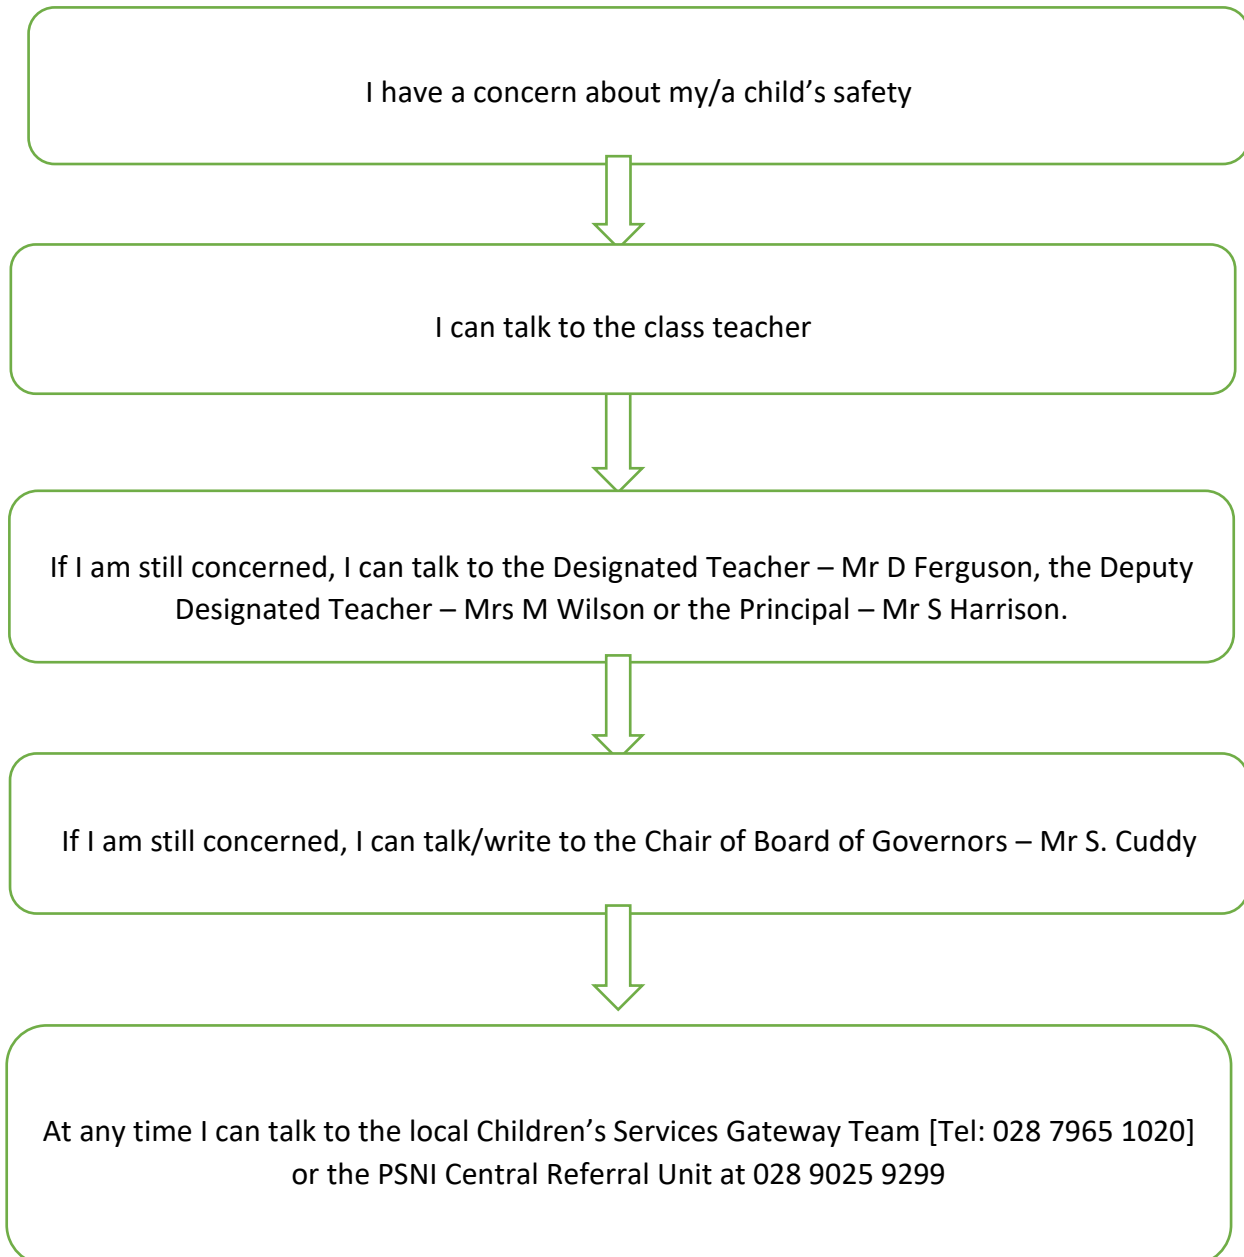 I have a concern about my/a child’s safety
I can talk to the class teacher
If I am still concerned, I can talk to the Designated Teacher – Mr D Ferguson, the Deputy
Designated Teacher – Mrs M Wilson or the Principal – Mr S Harrison.
If I am still concerned, I can talk/write to the Chair of Board of Governors – Mr S. Cuddy
At any time I can talk to the local Children’s Services Gateway Team [Tel: 028 7965 1020]
or the PSNI Central Referral Unit at 028 9025 9299